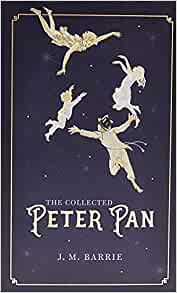 THE COLLECTED
PETER PAN
J. M. BARRIE